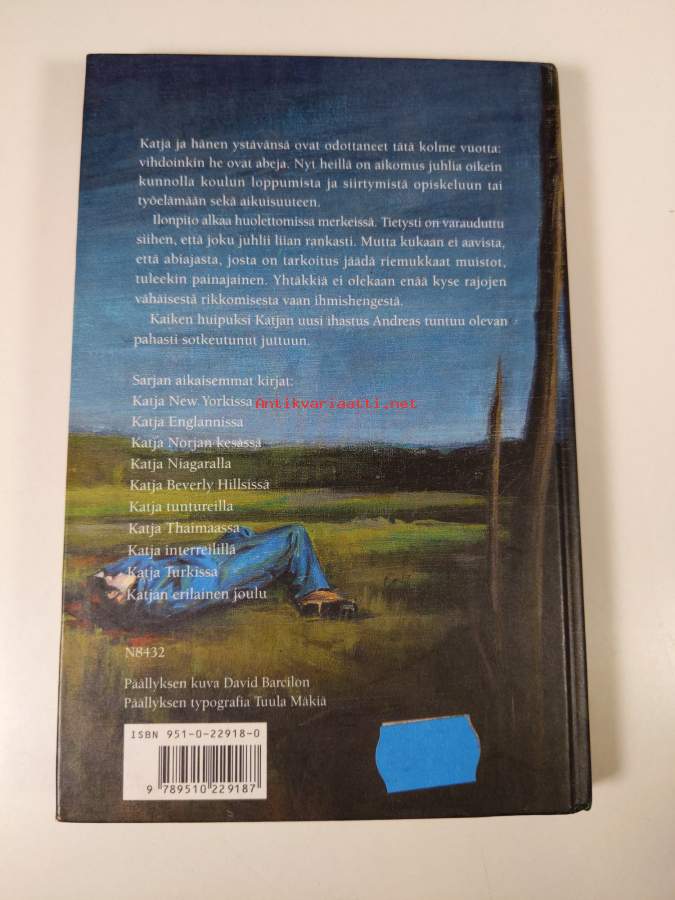 Katja ja hänen ystävänsä ovat odottaneet tätä kolme vuotta:
vihdoinkin he ovat abeja. Nyt heillä on aikomus juhlia oikein
kunnolla koulun loppumista ja siirtymistä opiskeluun tai
työelämään sekä aikuisuuteen.
Ilonpito alkaa huolettomissa merkeissä. Tietysti on varauduttu
siihen, että joku juhlii liian rankasti. Mutta kukaan ei aavista,
että abiajasta, josta on tarkoitus jäädä riemukkaat muistot,
tuleekin painajainen. Yhtäkkiä ei olekaan enää kyse rajojen
vähäisestä rikkomisesta vaan ihmishengestä.
Kaiken huipuksi Katjan uusi ihastus Andreas tuntuu olevan
pahasti sotkeutunut juttuun.
Sarjan aikaisemmat kirjat:
Katja New Yorkissa
Antikvariaatti.net
Katja Englannissa
Katja Norjan kesässä
Katja Niagaralla
Katja Beverly Hillsissä
Katja tuntureilla
Katja Thaimaassa
Katja interreilillä
Katja Turkissa
Katjan erilainen joulu
N8432
Päällyksen kuva David Barcilon
Päällyksen typografia Tuula Mäkiä
ISBN 951-0-22918-0
9 789510 229187